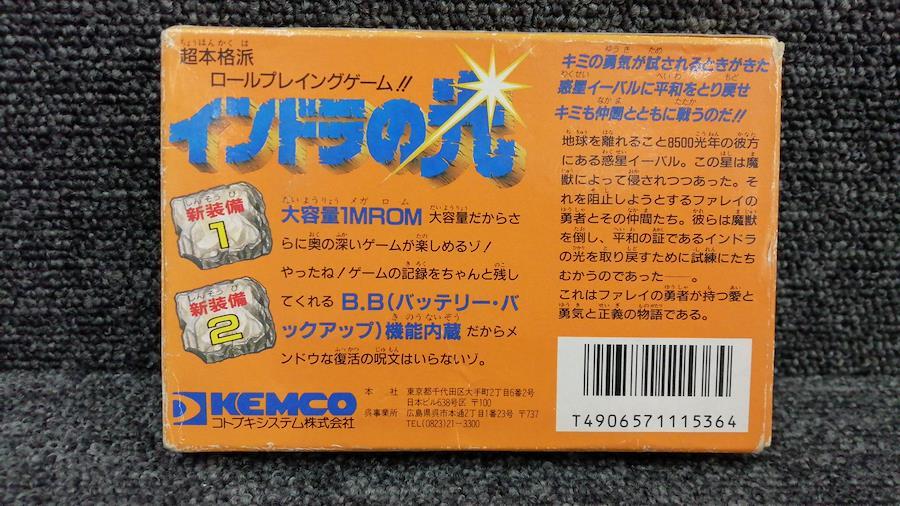 超本格派
ロールプレイングゲーム!!
インドラの光
新装備
1
大容量1MROM 大容量だからさ
らに奥の深いゲームが楽しめるゾ!
やったね!ゲームの記録をちゃんと残し
新装備
2
てくれる B.B(バッテリー・バ
ックアップ)機能内蔵 だからメ
ンドウな復活の呪文はいらないゾ。
KEMCO
コトブキシステム株式会社
本 社 東京都千代田区大手町2丁目6番2号
日本ビル638号区 〒100
呉事業所 広島県呉市本通2丁目1番23号 〒737
TEL(0823)21-3300
キミの勇気が試されるときがきた
惑星イーバルに平和をとり戻せ
キミも仲間とともに戦うのだ!!
地球を離れること8500光年の彼方
にある惑星イーバル。この星は魔
獣によって侵されつつあった。そ
れを阻止しようとするファレイの
勇者とその仲間たち。彼らは魔獣
を倒し、平和の証であるインドラ
の光を取り戻すために試練にたち
むかうのであった——。
これはファレイの勇者が持つ愛と
勇気と正義の物語である。
T4906571115364